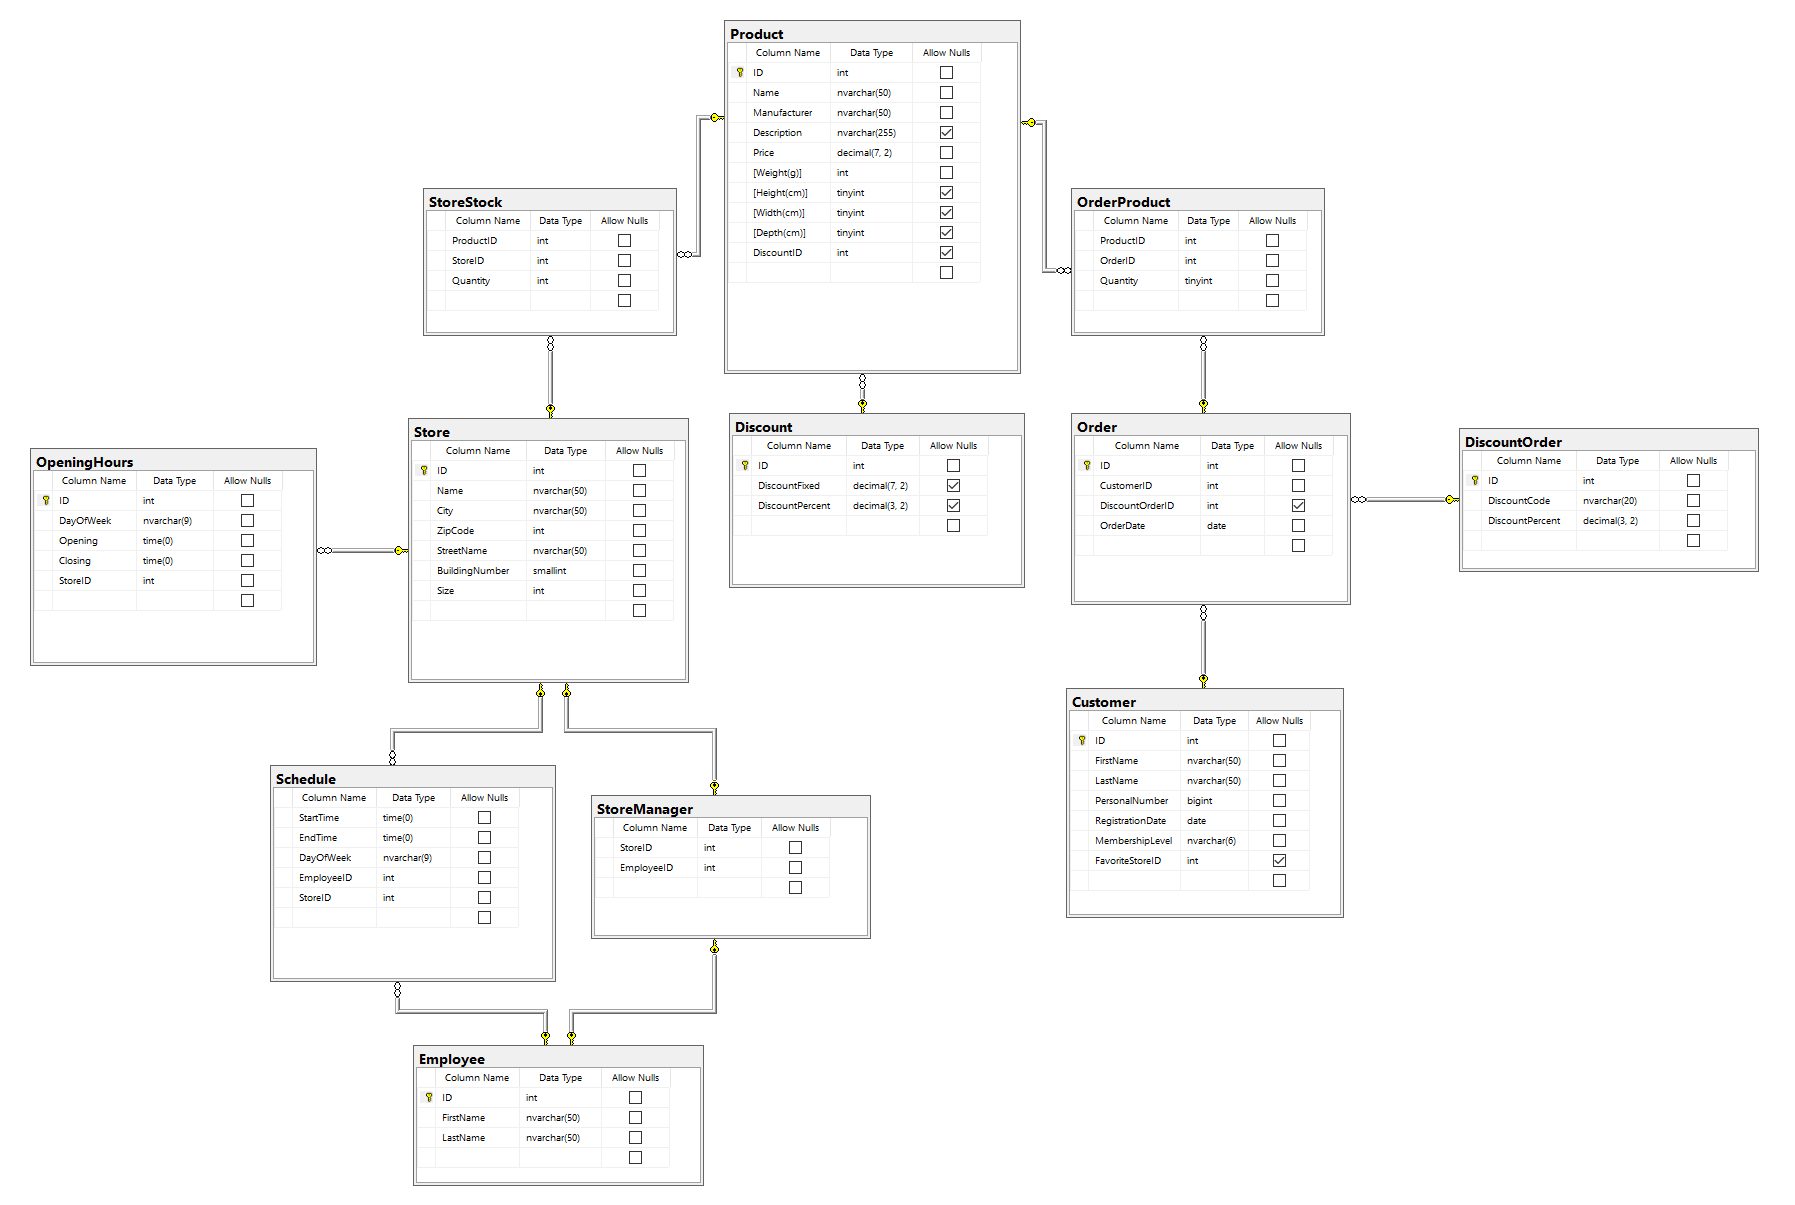 Product
Column Name Data Type Allow Nulls
ID int
Name nvarchar(50)
Manufacturer nvarchar(50)
Description nvarchar(255)
Price decimal(7, 2)
[Weight(g)] int
[Height(cm)] tinyint
[Width(cm)] tinyint
[Depth(cm)] tinyint
DiscountID int
StoreStock
Column Name Data Type Allow Nulls
ProductID int
StoreID int
Quantity int
OrderProduct
Column Name Data Type Allow Nulls
ProductID int
OrderID int
Quantity tinyint
OpeningHours
Column Name Data Type Allow Nulls
ID int
DayOfWeek nvarchar(9)
Opening time(0)
Closing time(0)
StoreID int
Store
Column Name Data Type Allow Nulls
ID int
Name nvarchar(50)
City nvarchar(50)
ZipCode int
StreetName nvarchar(50)
BuildingNumber smallint
Size int
Discount
Column Name Data Type Allow Nulls
ID int
DiscountFixed decimal(7, 2)
DiscountPercent decimal(3, 2)
Order
Column Name Data Type Allow Nulls
ID int
CustomerID int
DiscountOrderID int
OrderDate date
DiscountOrder
Column Name Data Type Allow Nulls
ID int
DiscountCode nvarchar(20)
DiscountPercent decimal(3, 2)
Customer
Column Name Data Type Allow Nulls
ID int
FirstName nvarchar(50)
LastName nvarchar(50)
PersonalNumber bigint
RegistrationDate date
MembershipLevel nvarchar(6)
FavoriteStoreID int
Schedule
Column Name Data Type Allow Nulls
StartTime time(0)
EndTime time(0)
DayOfWeek nvarchar(9)
EmployeeID int
StoreID int
StoreManager
Column Name Data Type Allow Nulls
StoreID int
EmployeeID int
Employee
Column Name Data Type Allow Nulls
ID int
FirstName nvarchar(50)
LastName nvarchar(50)